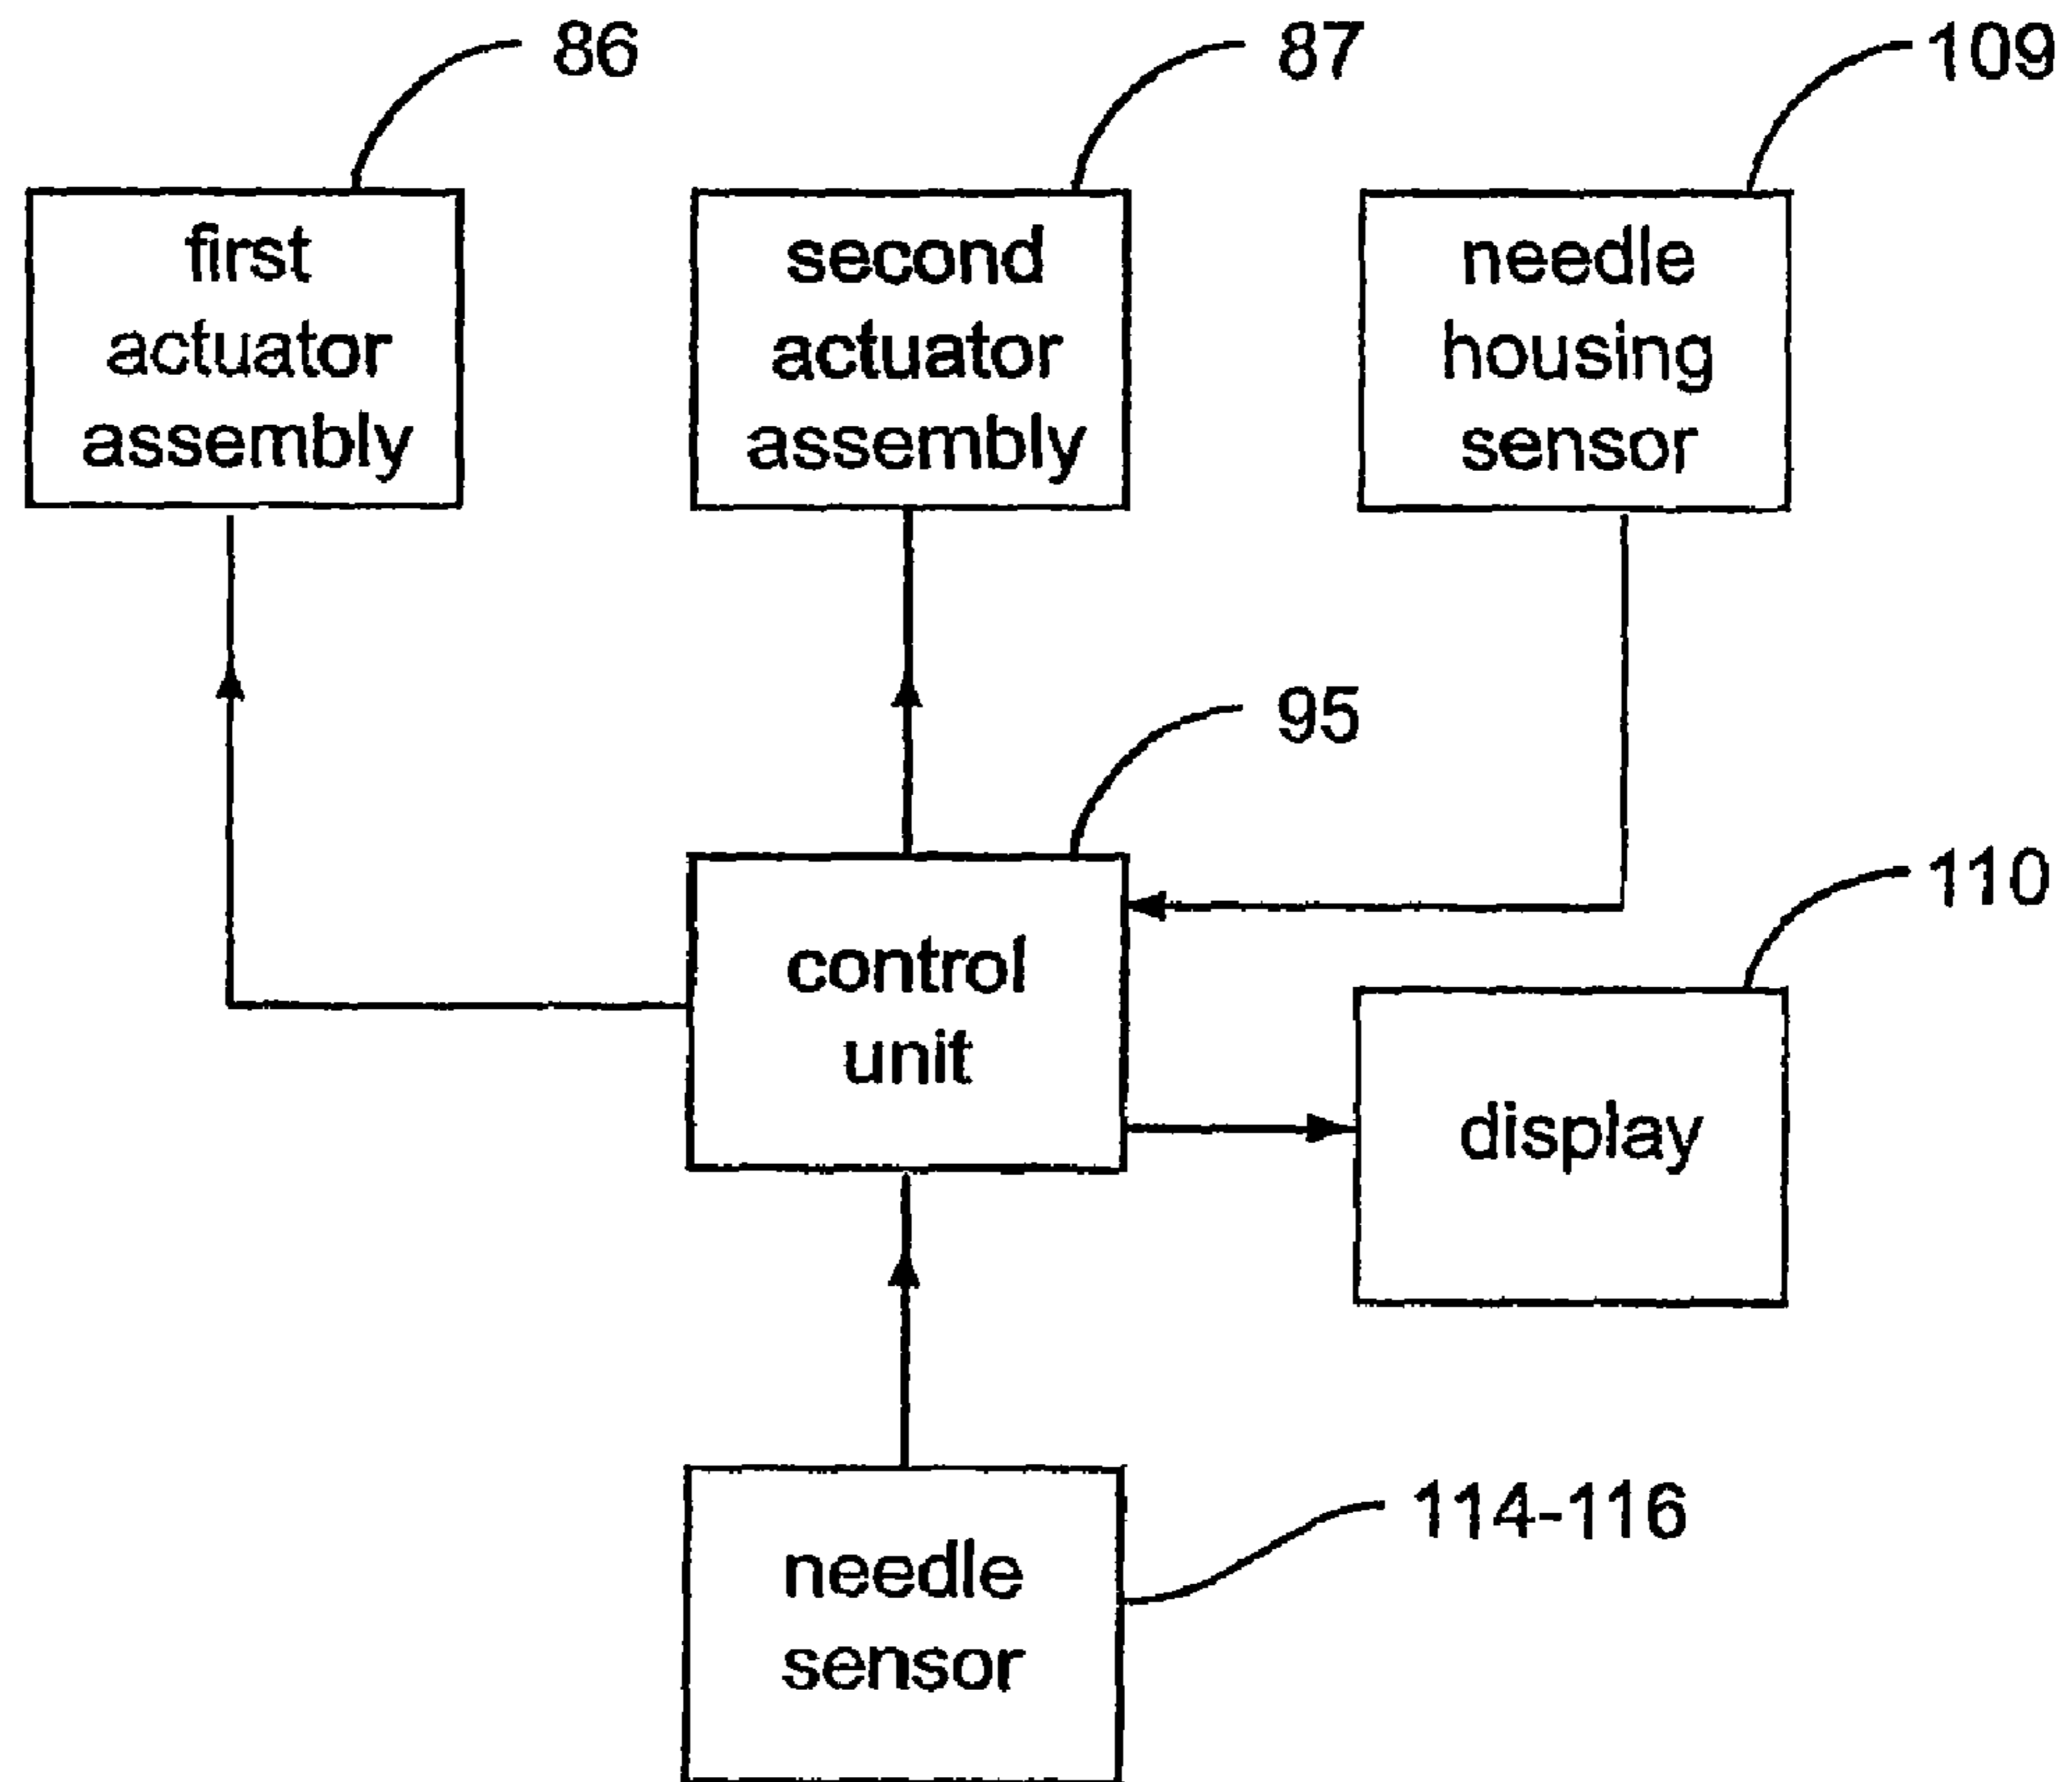 86
87
109
first
actuator
assembly
second
actuator
assembly
needle
housing
sensor
95
110
control
unit
display
114-116
needle
sensor